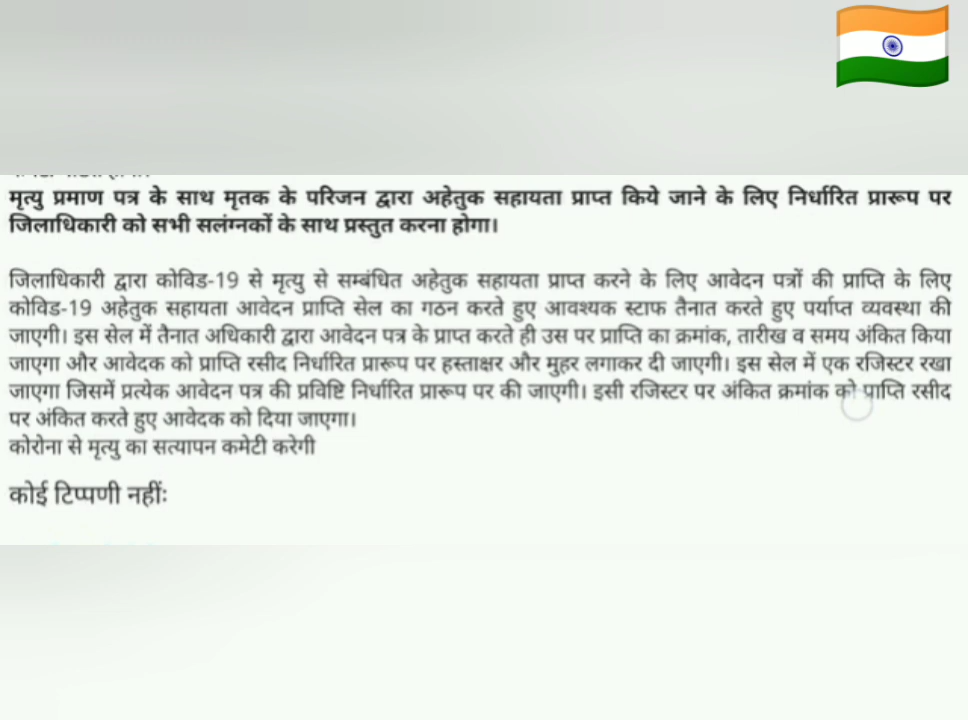 मृत्यु प्रमाण पत्र के साथ मृतक के परिजन द्वारा अहेतुक सहायता प्राप्त किये जाने के लिए निर्धारित प्रारूप पर
जिलाधिकारी को सभी सलंग्नकों के साथ प्रस्तुत करना होगा।
जिलाधिकारी द्वारा कोविड-19 से मृत्यु से सम्बंधित अहेतुक सहायता प्राप्त करने के लिए आवेदन पत्रों की प्राप्ति के लिए
कोविड-19 अहेतुक सहायता आवेदन प्राप्ति सेल का गठन करते हुए आवश्यक स्टाफ तैनात करते हुए पर्याप्त व्यवस्था की
जाएगी। इस सेल में तैनात अधिकारी द्वारा आवेदन पत्र के प्राप्त करते ही उस पर प्राप्ति का क्रमांक, तारीख व समय अंकित किया
जाएगा और आवेदक को प्राप्ति रसीद निर्धारित प्रारूप पर हस्ताक्षर और मुहर लगाकर दी जाएगी। इस सेल में एक रजिस्टर रखा
जाएगा जिसमें प्रत्येक आवेदन पत्र की प्रविष्टि निर्धारित प्रारूप पर की जाएगी। इसी रजिस्टर पर अंकित क्रमांक को प्राप्ति रसीद
पर अंकित करते हुए आवेदक को दिया जाएगा।
कोरोना से मृत्यु का सत्यापन कमेटी करेगी
कोई टिप्पणी नहीं: